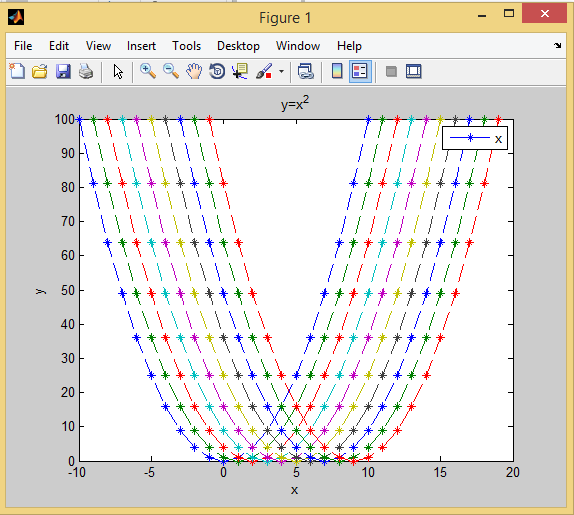 Figure 1
File Edit View Insert Tools Desktop Window Help
y=x²
x
100
90
80
70
60
50
40
30
20
10
0
y
-10 -5 0 5 10 15 20
x